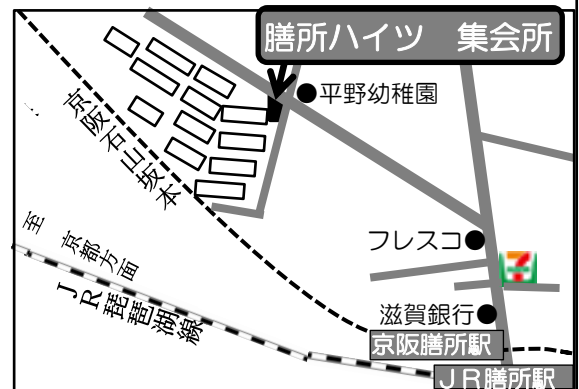 膳所ハイツ　集会所
平野幼稚園
京阪石山坂本
至　京都方面
JR琵琶湖線
フレスコ
滋賀銀行
京阪膳所駅
JR膳所駅